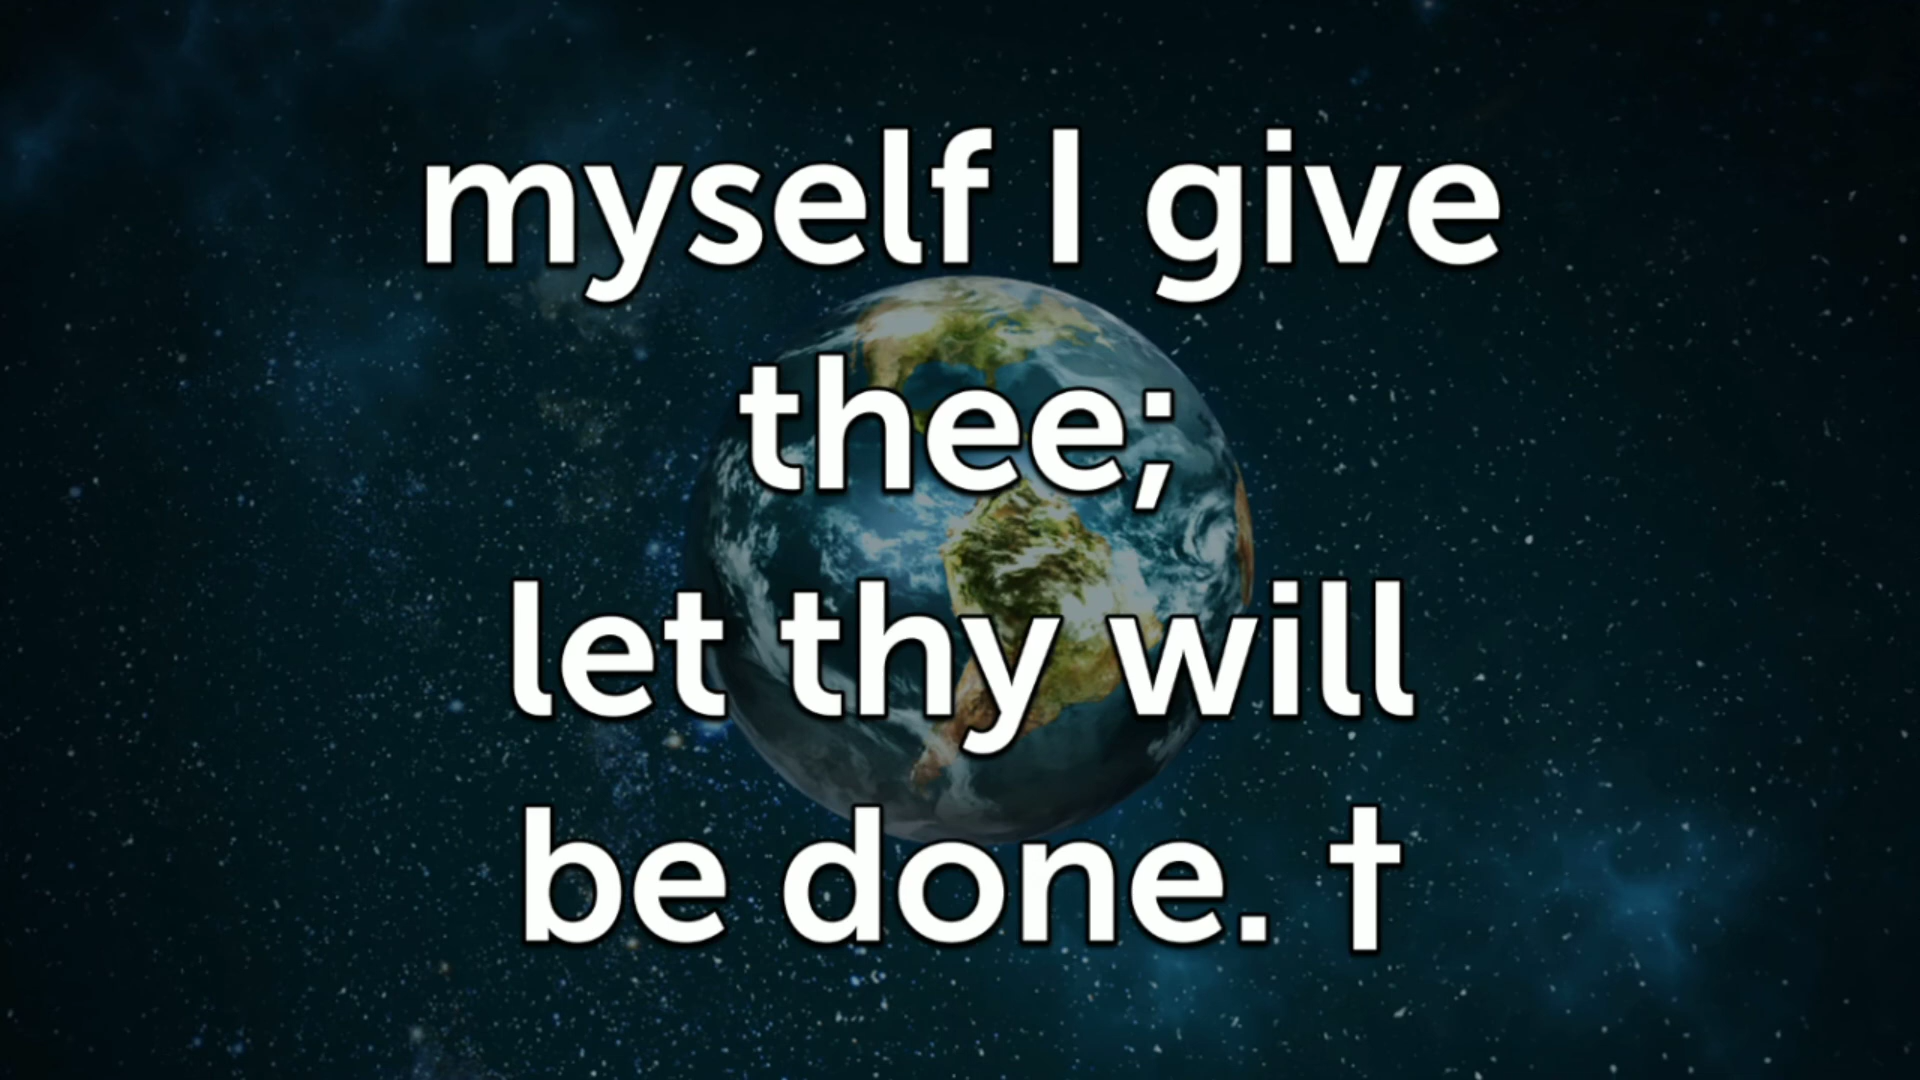 myself I give
thee;
let thy will
be done. †